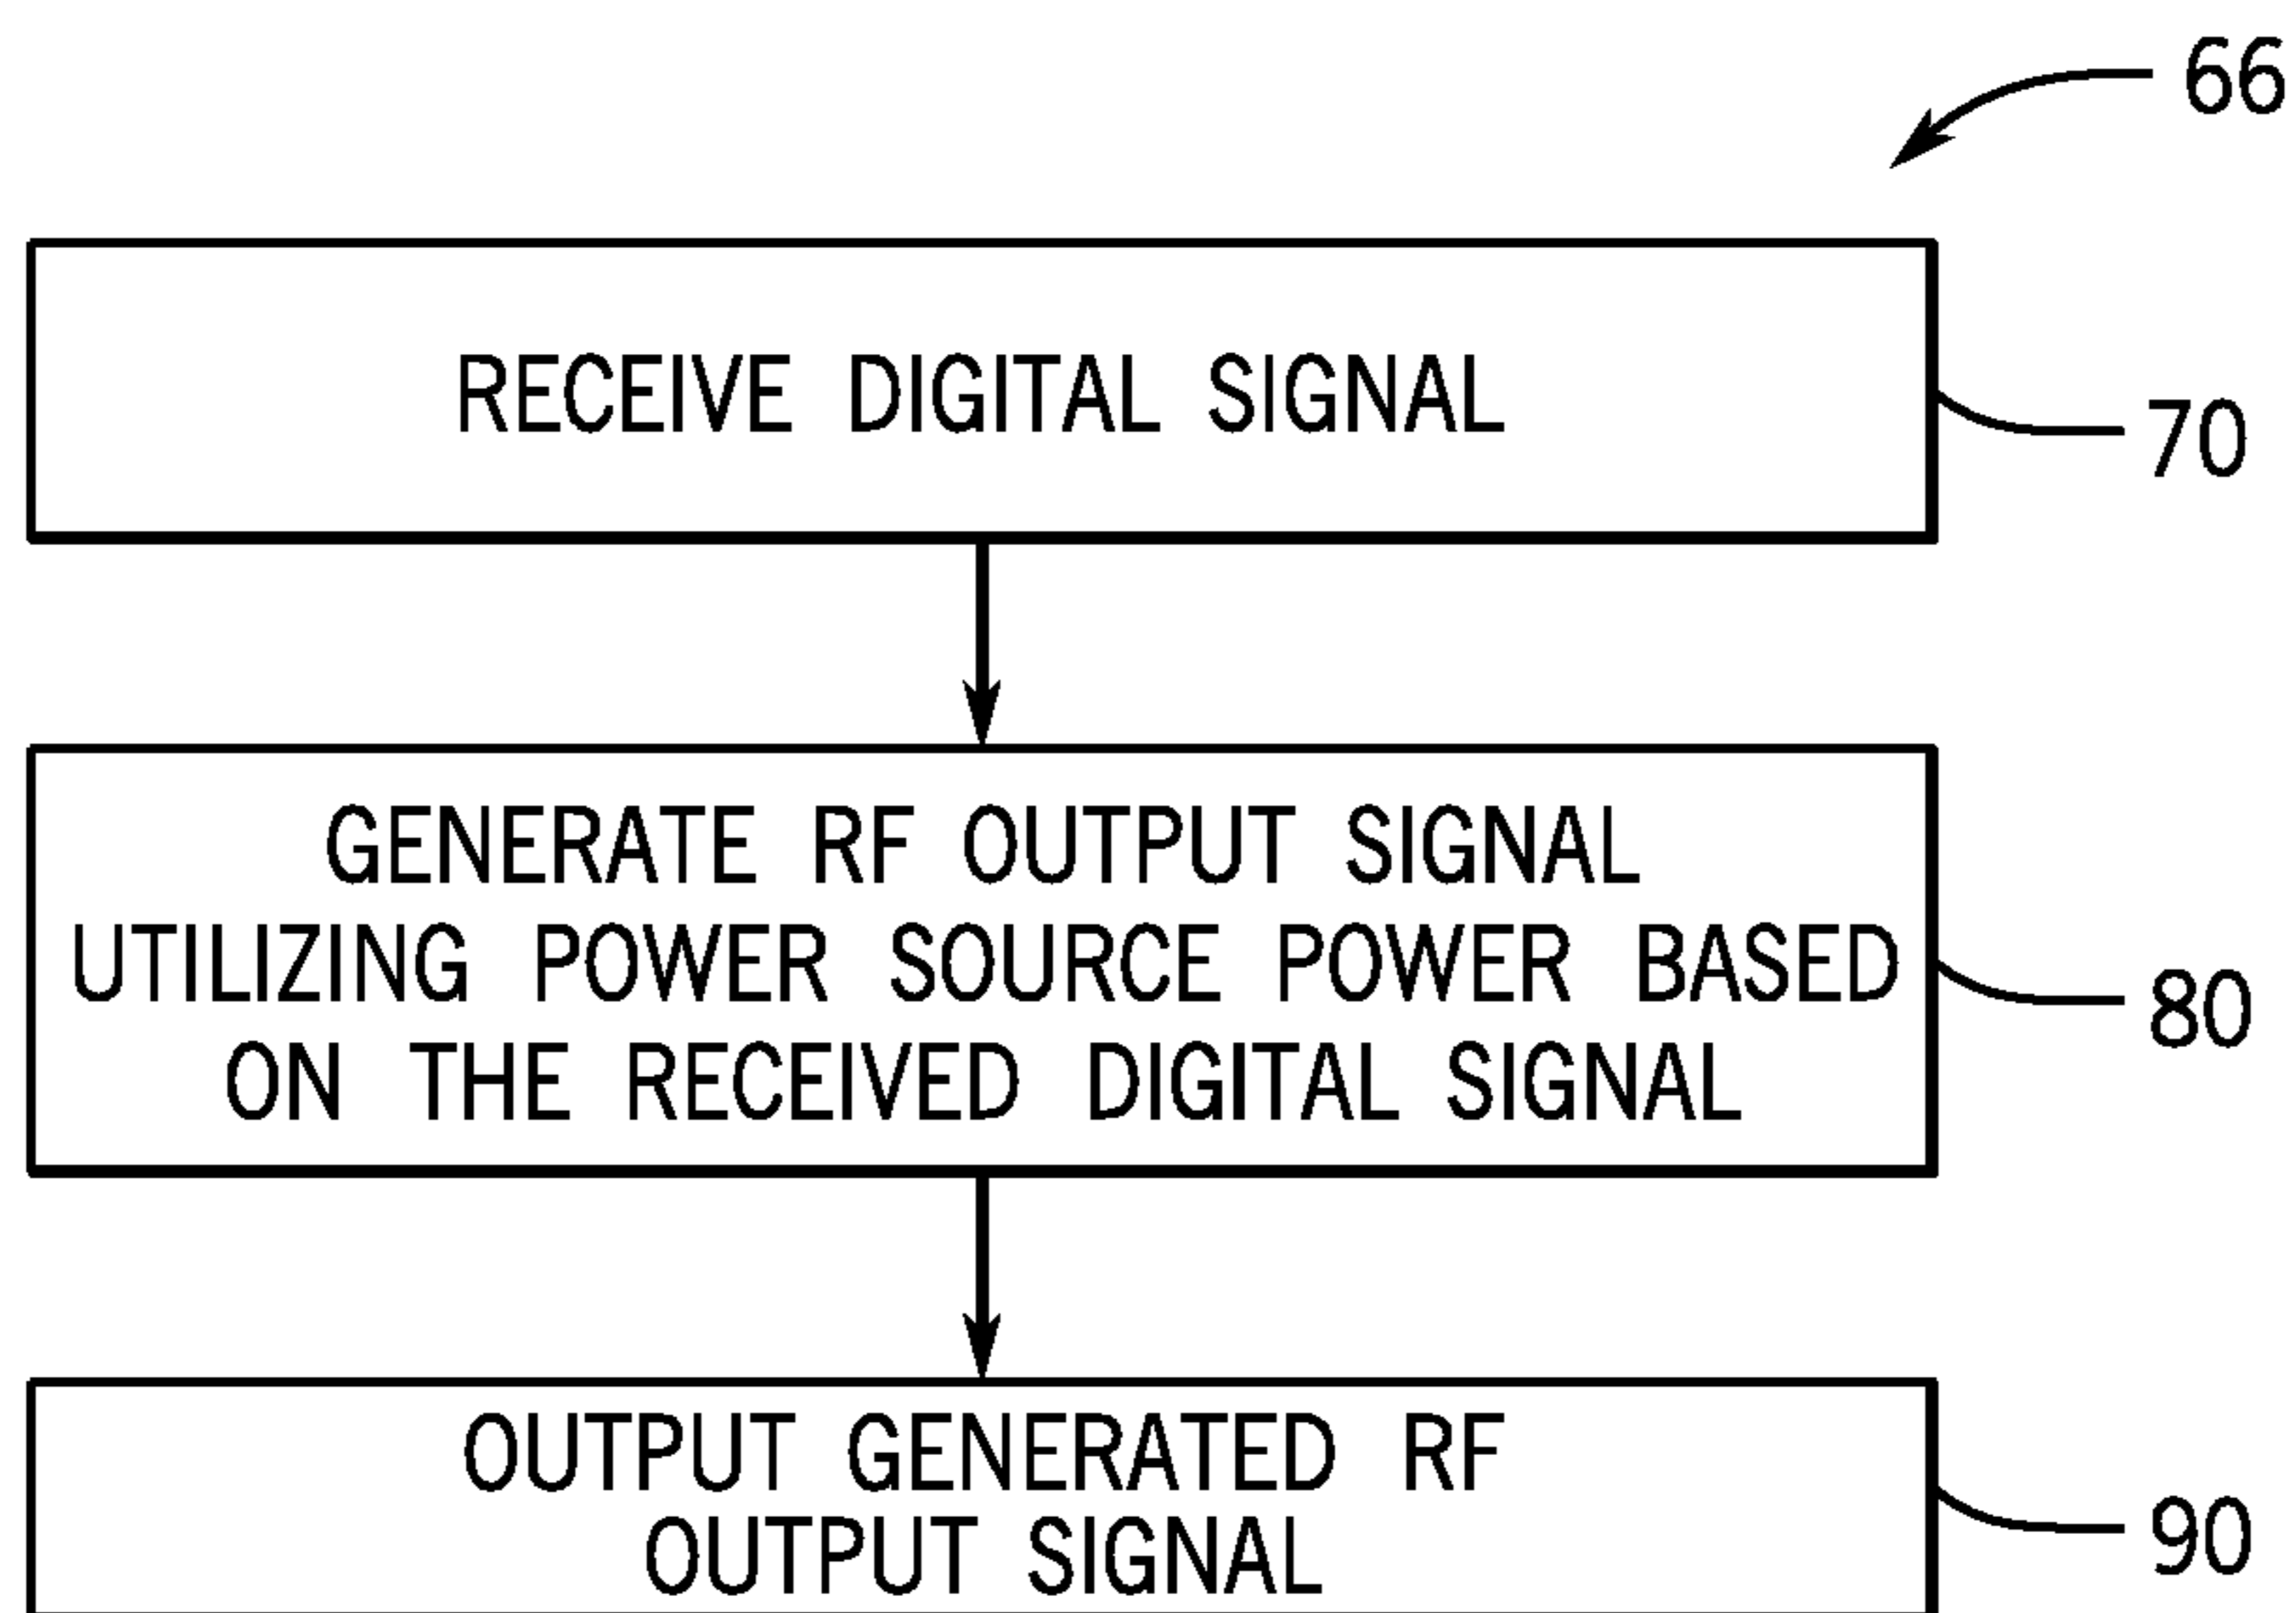 66
RECEIVE DIGITAL SIGNAL
70
GENERATE RF OUTPUT SIGNAL
UTILIZING POWER SOURCE POWER BASED
ON THE RECEIVED DIGITAL SIGNAL
80
OUTPUT GENERATED RF
OUTPUT SIGNAL
90